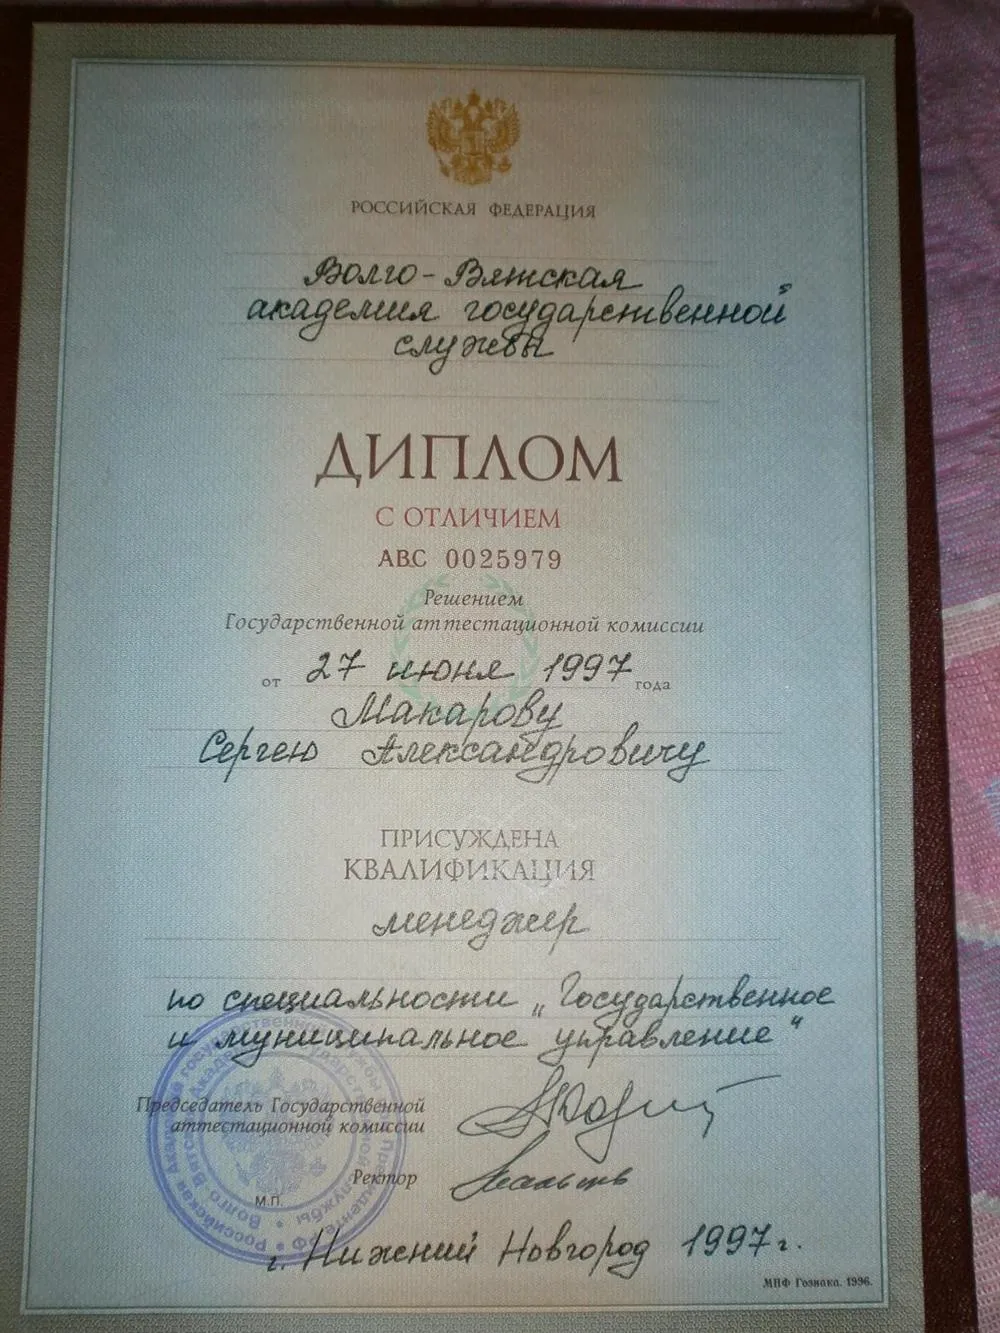 РОССИЙСКАЯ ФЕДЕРАЦИЯ
Волго-Вятская
академия государственной
службы
ДИПЛОМ
С ОТЛИЧИЕМ
АВС 0025979
Решением
Государственной аттестационной комиссии
от 27 июня 1997 года
Макарову
Сергею Александровичу
ПРИСУЖДЕНА
КВАЛИФИКАЦИЯ
менеджер
по специальности „Государственное
и муниципальное управление"
Председатель Государственной
аттестационной комиссии
Ректор
М.П.
г. Нижний Новгород 1997 г.
МПФ Гознака. 1996.